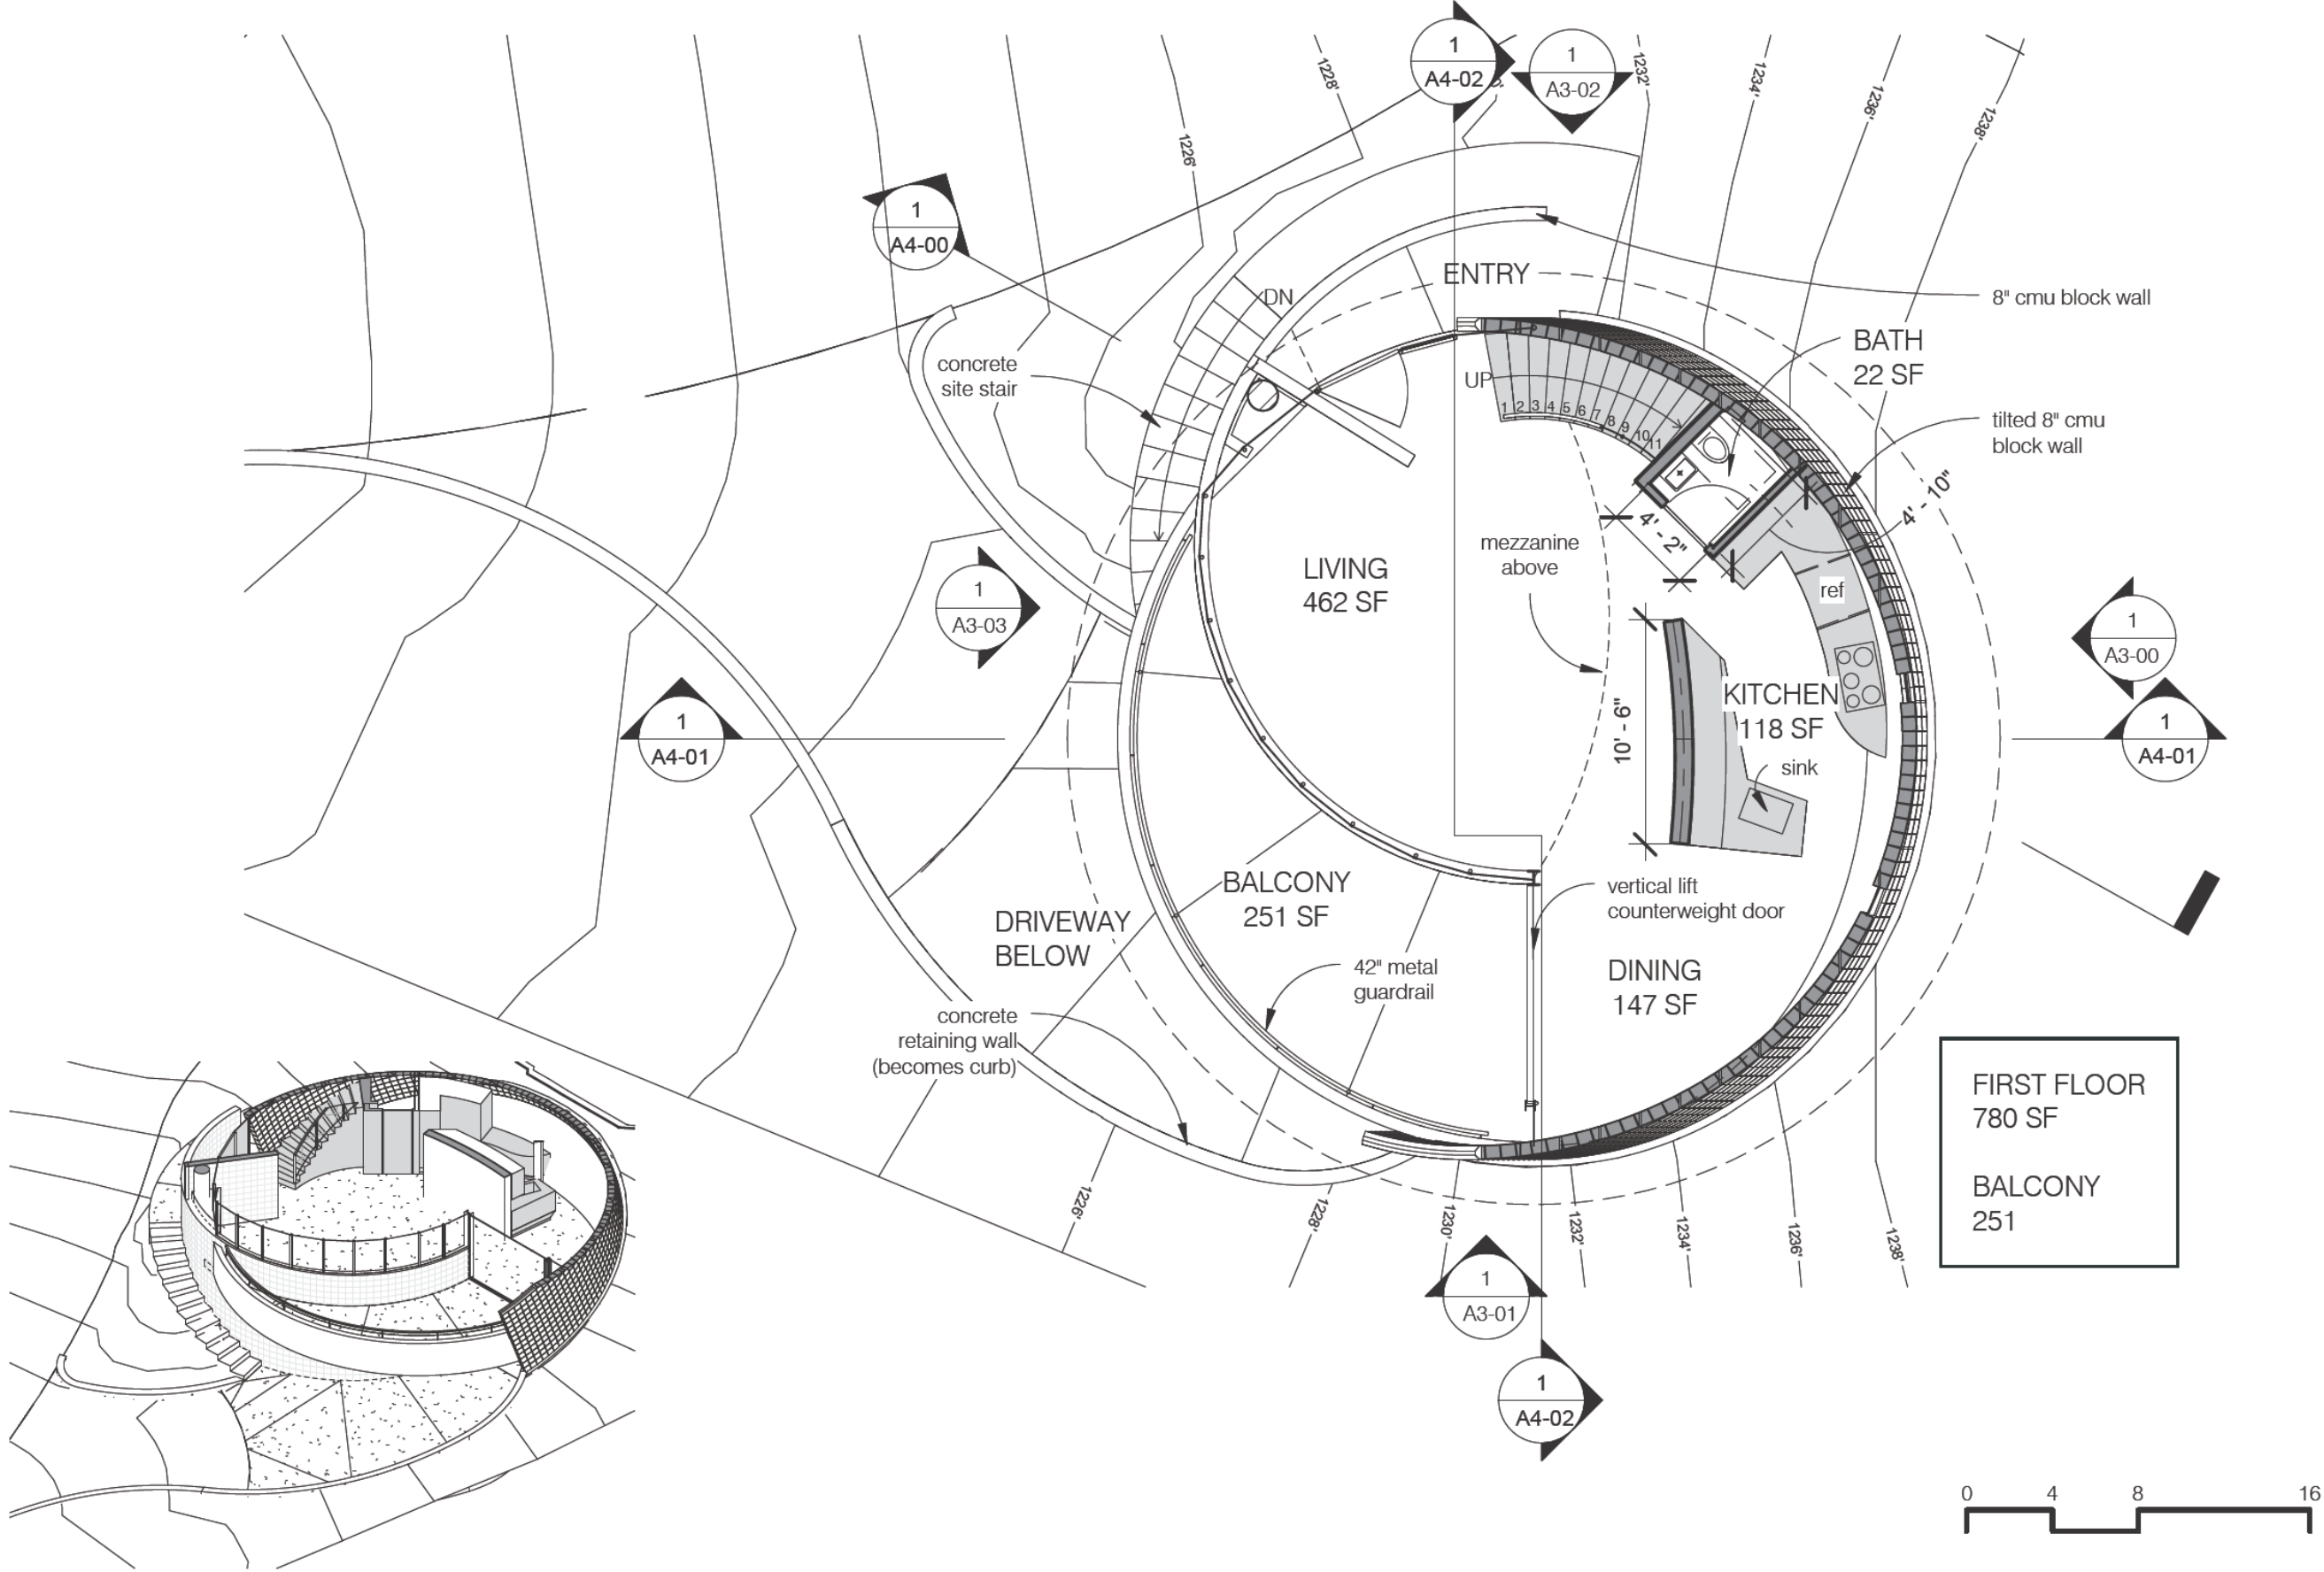 1
A4-02
1
A3-02
1228'
1232'
1234'
1236'
1238'
1226'
1
A4-00
ENTRY
DN
8" cmu block wall
BATH
22 SF
concrete
site stair
UP
1 2 3 4 5 6 7 8 9 10 11
tilted 8" cmu
block wall
4' - 10"
4' - 2"
mezzanine
above
LIVING
462 SF
ref
1
A3-03
1
A3-00
KITCHEN
118 SF
10' - 6"
1
A4-01
1
A4-01
sink
BALCONY
251 SF
vertical lift
counterweight door
DRIVEWAY
BELOW
42" metal
guardrail
DINING
147 SF
concrete
retaining wall
(becomes curb)
FIRST FLOOR
780 SF
BALCONY
251
1226'
1228'
1230'
1232'
1234'
1236'
1238'
1
A3-01
1
A4-02
0 4 8 16